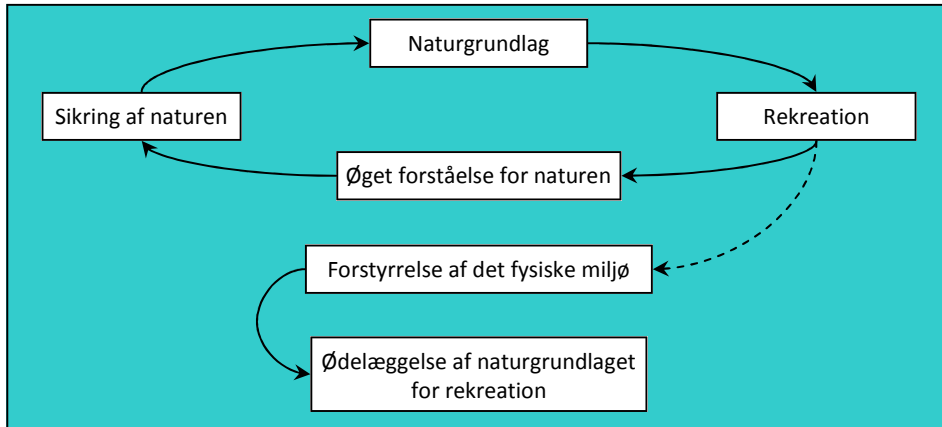 Naturgrundlag
Sikring af naturen
Rekreation
Øget forståelse for naturen
Forstyrrelse af det fysiske miljø
Ødelæggelse af naturgrundlaget
for rekreation